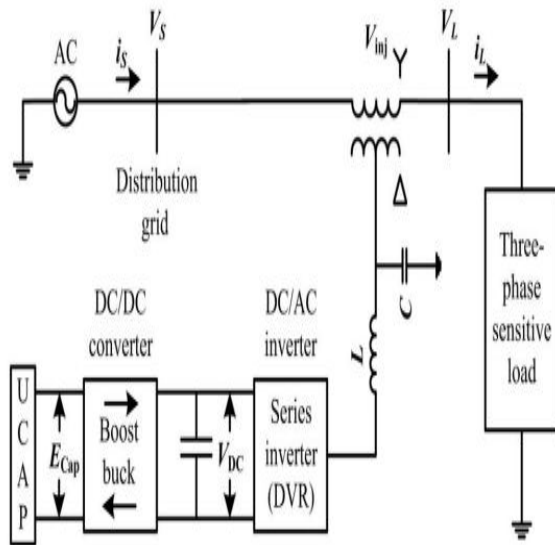 AC
i_S
V_S
V_inj
V_L
i_L
Distribution
grid
Three-
phase
sensitive
load
C
L
DC/DC
converter
DC/AC
inverter
U
C
A
P
E_Cap
Boost
buck
V_DC
Series
inverter
(DVR)